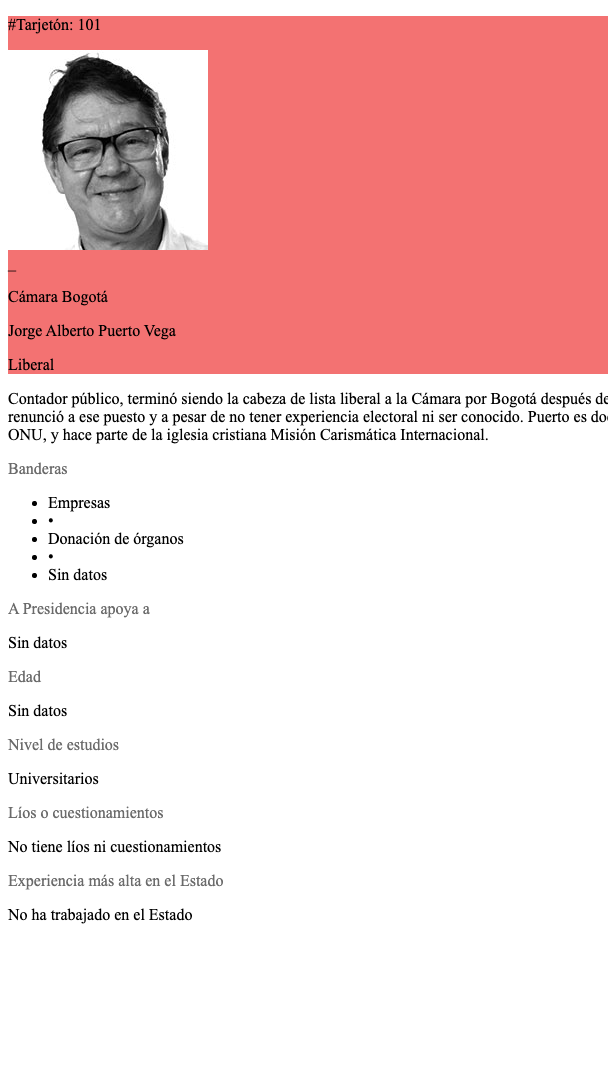 #Tarjetón: 101
_
Cámara Bogotá
Jorge Alberto Puerto Vega
Liberal
Contador público, terminó siendo la cabeza de lista liberal a la Cámara por Bogotá después de
renunció a ese puesto y a pesar de no tener experiencia electoral ni ser conocido. Puerto es
ONU, y hace parte de la iglesia cristiana Misión Carismática Internacional.
Banderas
• Empresas
• •
• Donación de órganos
• •
• Sin datos
A Presidencia apoya a
Sin datos
Edad
Sin datos
Nivel de estudios
Universitarios
Líos o cuestionamientos
No tiene líos ni cuestionamientos
Experiencia más alta en el Estado
No ha trabajado en el Estado